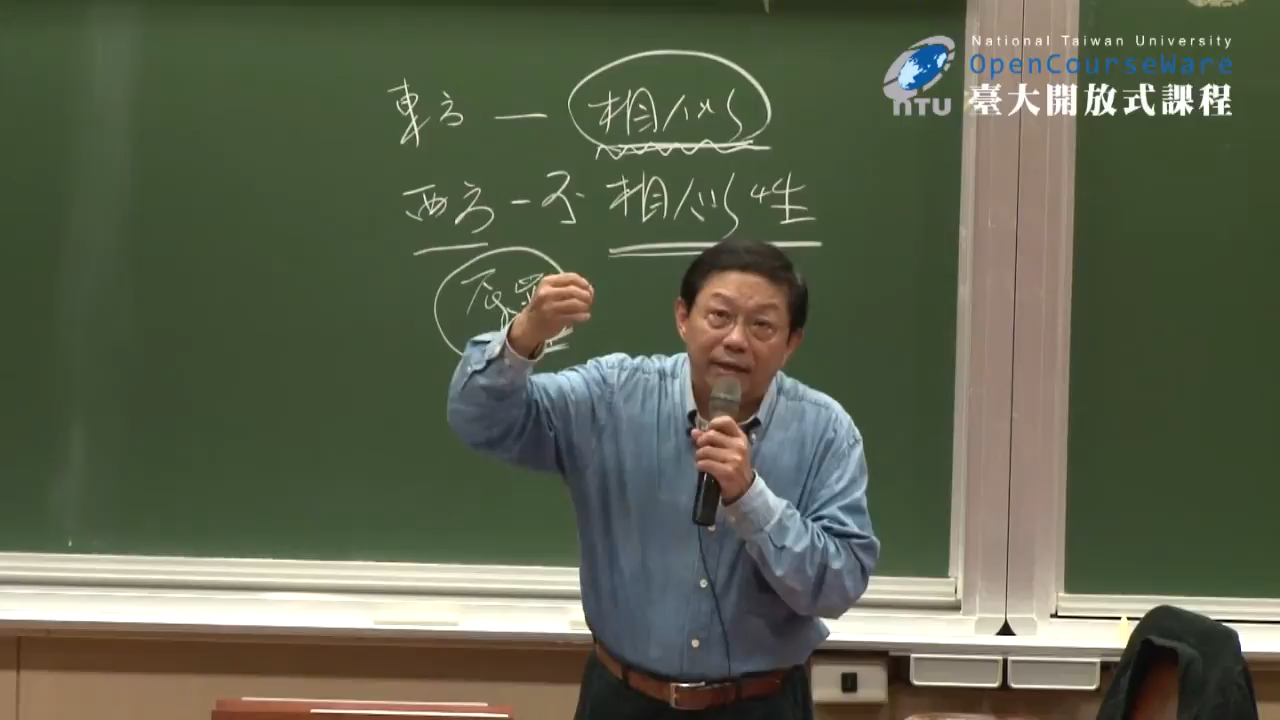 National Taiwan University
OpenCourseWare
NTU 臺大開放式課程
東方 — 相似
西方 — 不相似性